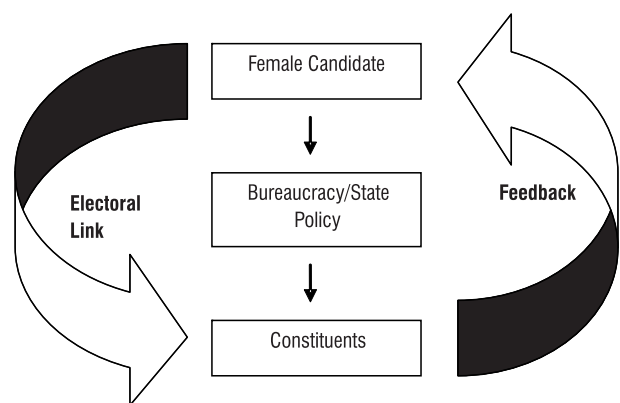 Female Candidate
Electoral
Link
Bureaucracy/State
Policy
Feedback
Constituents